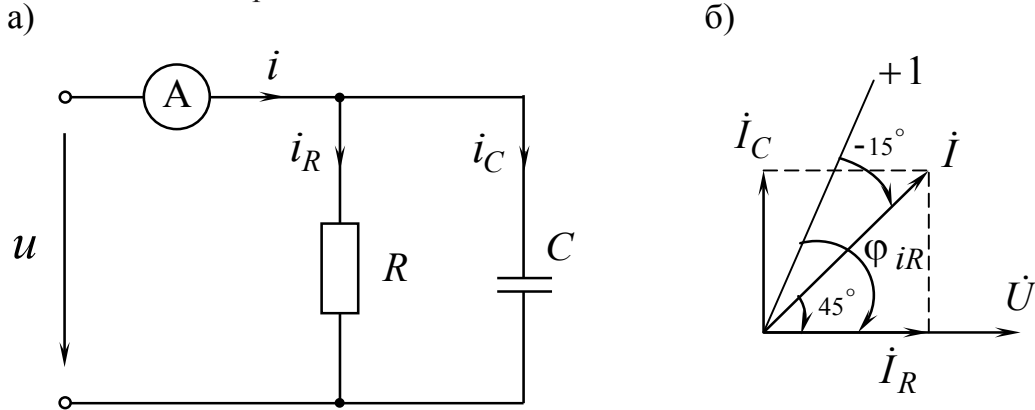 а) б)
A i
+1
i_R i_C
İ_C -15° İ
u R C
φ_iR
45° U̇
İ_R